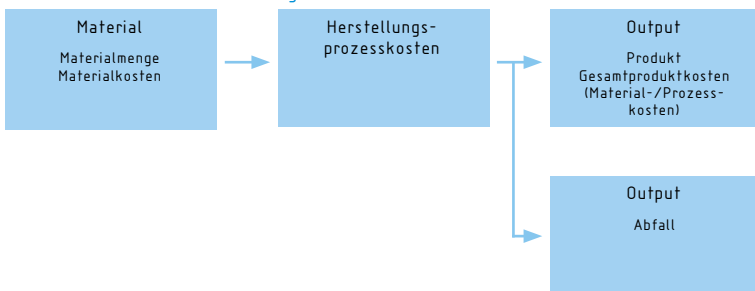 Material
Materialmenge
Materialkosten
Herstellungs-
prozesskosten
Output
Produkt
Gesamtproduktkosten
(Material-/Prozess-
kosten)
Output
Abfall